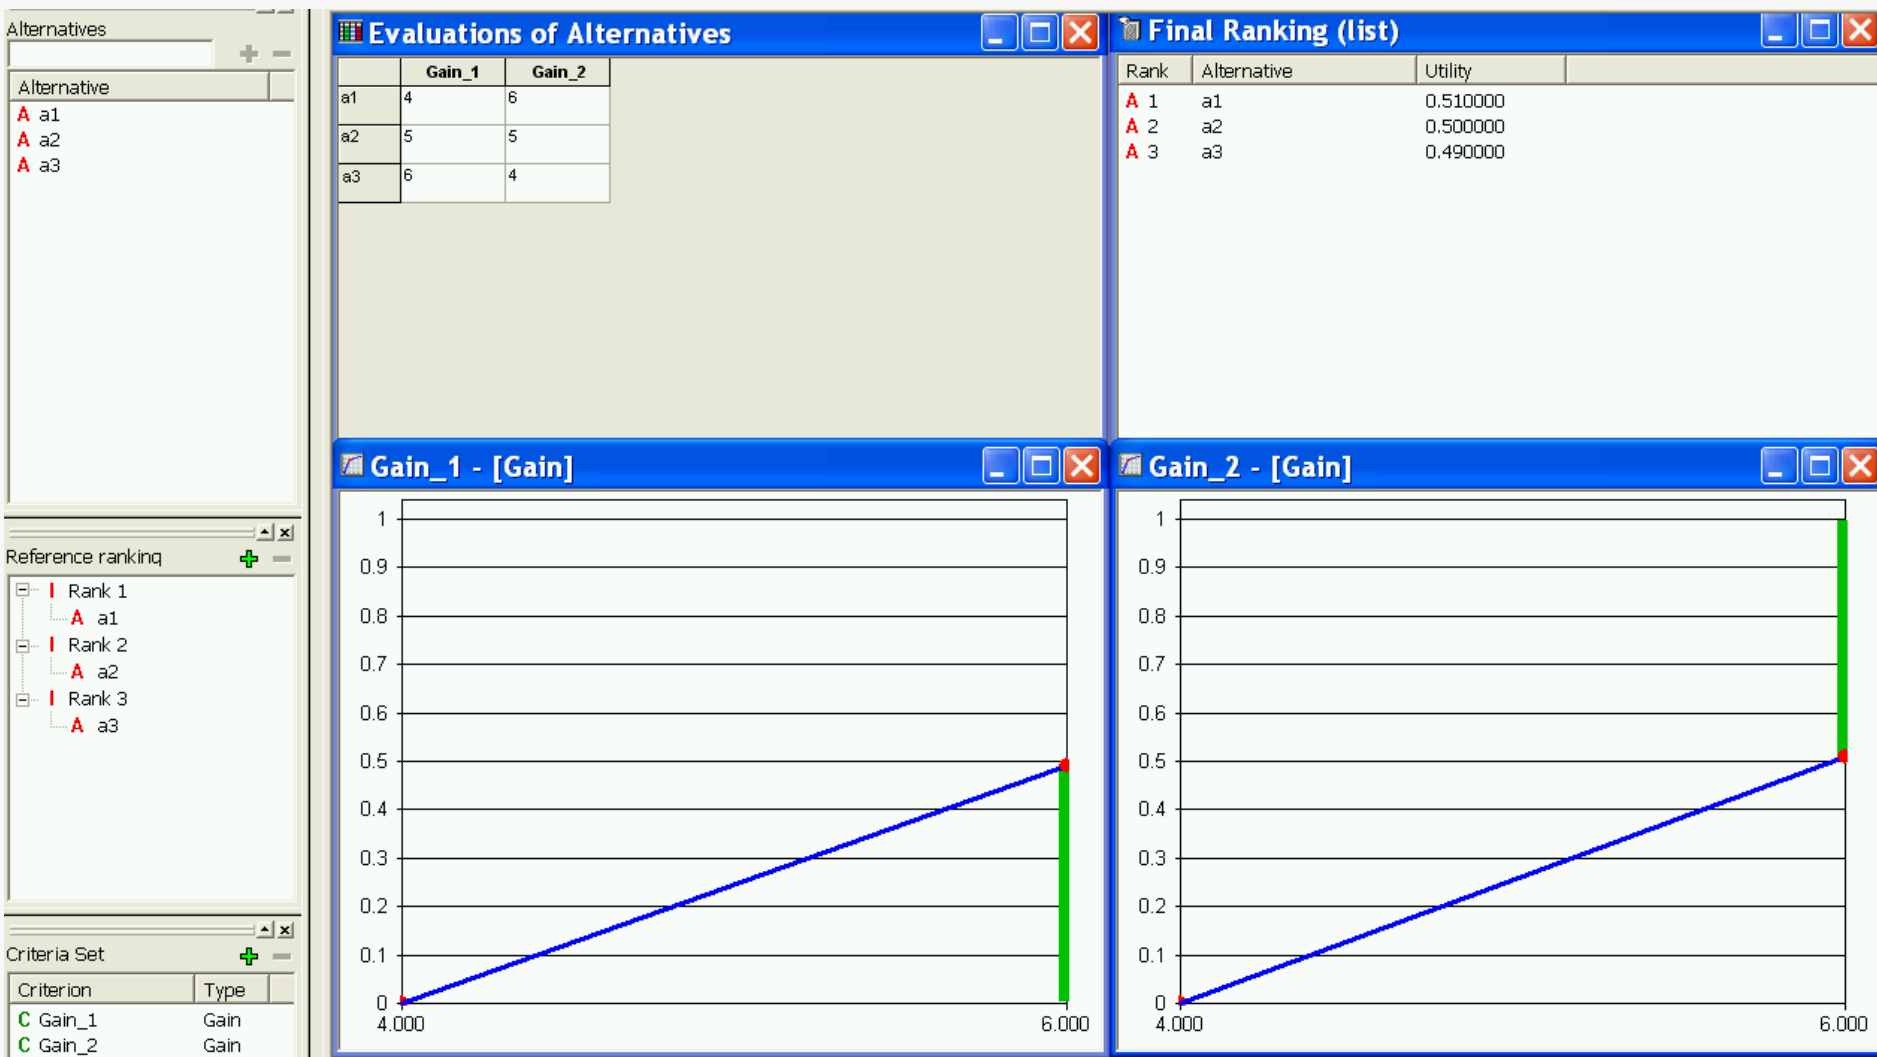 Alternatives
Alternative
A a1
A a2
A a3
Reference ranking
I Rank 1
A a1
I Rank 2
A a2
I Rank 3
A a3
Criteria Set
Criterion Type
C Gain_1 Gain
C Gain_2 Gain
Evaluations of Alternatives
Gain_1 Gain_2
a1 4 6
a2 5 5
a3 6 4
Final Ranking (list)
Rank Alternative Utility
A 1 a1 0.510000
A 2 a2 0.500000
A 3 a3 0.490000
Gain_1 - [Gain]
1
0.9
0.8
0.7
0.6
0.5
0.4
0.3
0.2
0.1
0
4.000 6.000
Gain_2 - [Gain]
1
0.9
0.8
0.7
0.6
0.5
0.4
0.3
0.2
0.1
0
4.000 6.000